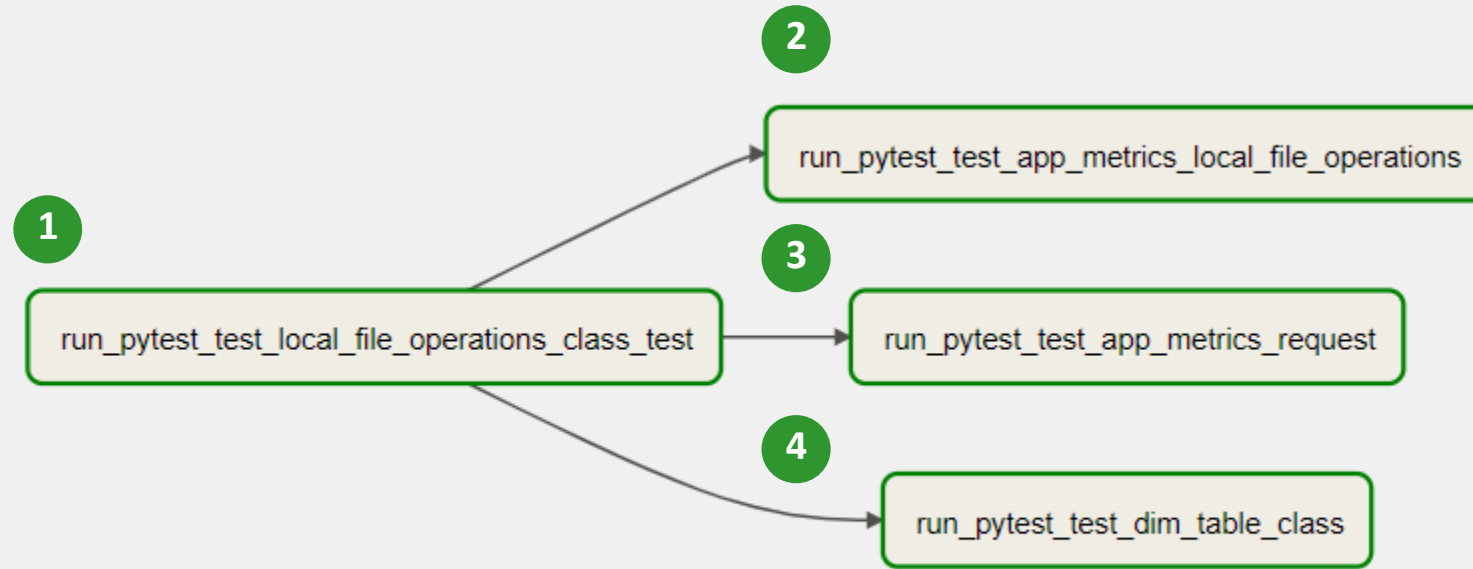 2
run_pytest_test_app_metrics_local_file_operations
1
3
run_pytest_test_local_file_operations_class_test
run_pytest_test_app_metrics_request
4
run_pytest_test_dim_table_class